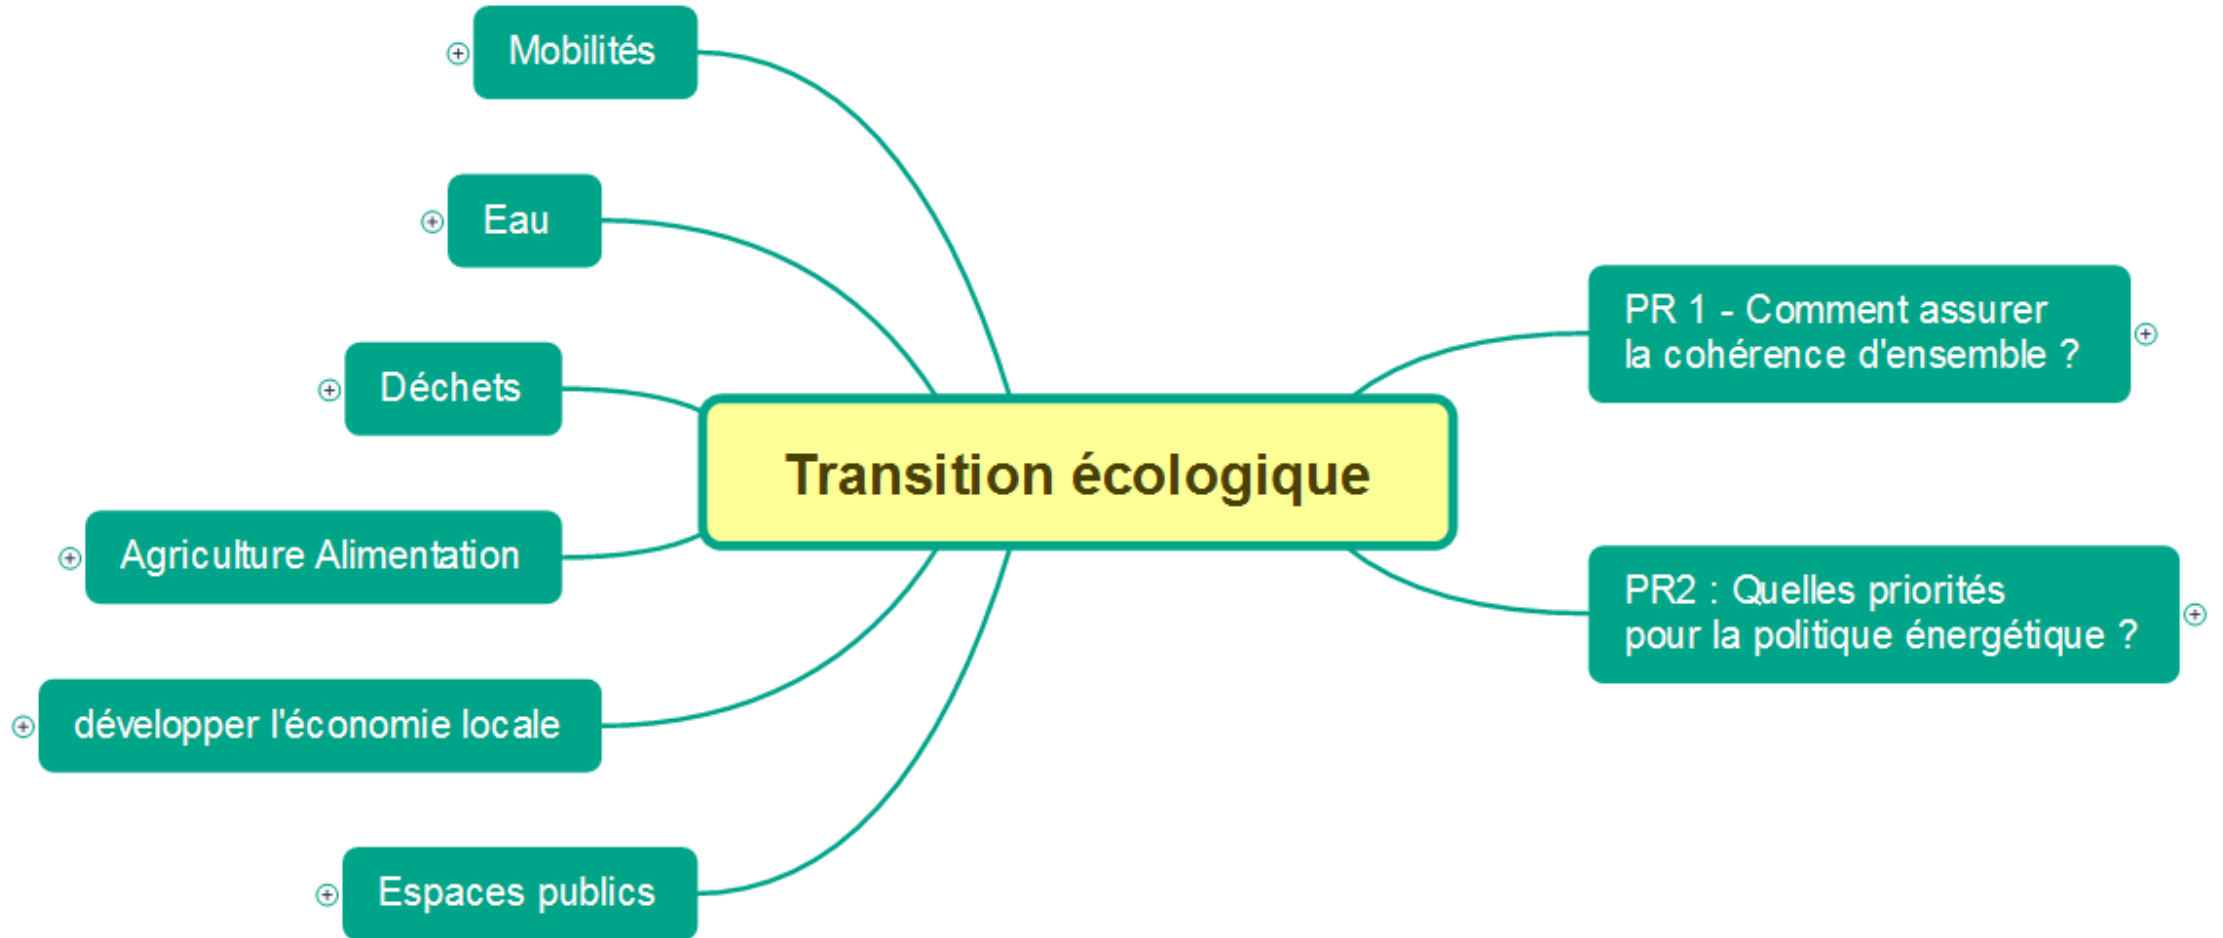 Mobilités
Eau
Déchets
Agriculture Alimentation
développer l'économie locale
Espaces publics
Transition écologique
PR 1 - Comment assurer
la cohérence d'ensemble ?
PR2 : Quelles priorités
pour la politique énergétique ?